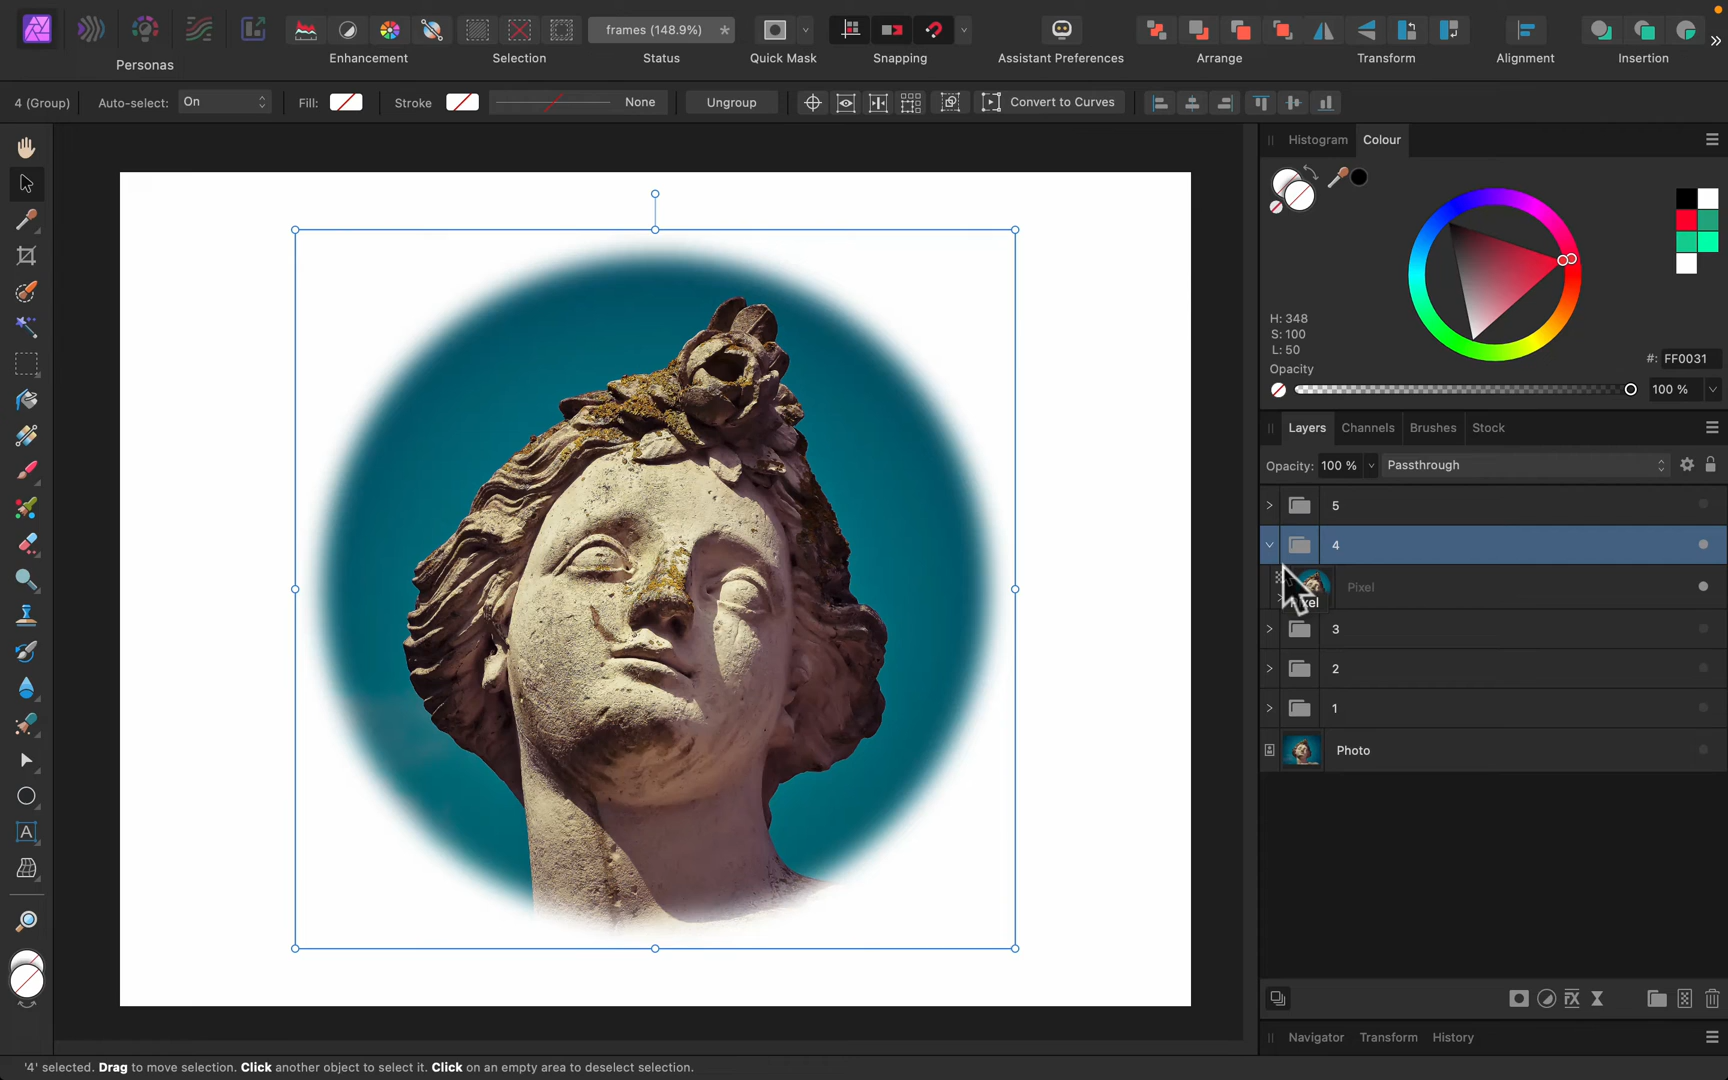 frames (148.9%) *
Personas
Enhancement
Selection
Status
Quick Mask
Snapping
Assistant Preferences
Arrange
Transform
Alignment
Insertion
4 (Group)
Auto-select: On
Fill:
Stroke
None
Ungroup
Convert to Curves
Histogram
Colour
H: 348
S: 100
L: 50
#: FF0031
Opacity
100 %
Layers
Channels
Brushes
Stock
Opacity: 100 %
Passthrough
5
4
Pixel
3
2
1
Photo
Navigator
Transform
History
'4' selected. Drag to move selection. Click another object to select it. Click on an empty area to deselect selection.